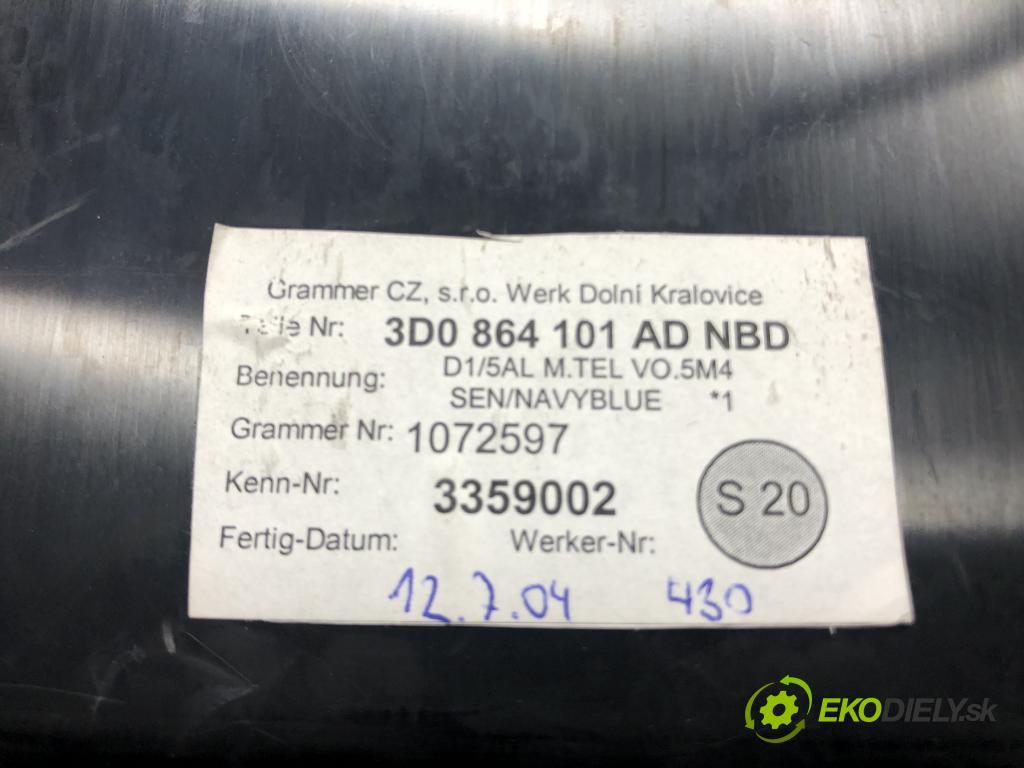 Grammer CZ, s.r.o. Werk Dolní Kralovice
Nr: 3D0 864 101 AD NBD
Benennung: D1/5AL M.TEL VO.5M4
SEN/NAVYBLUE *1
Grammer Nr: 1072597
Kenn-Nr: 3359002
S 20
Fertig-Datum: Werker-Nr:
12.7.04 430
EKODIELY.sk